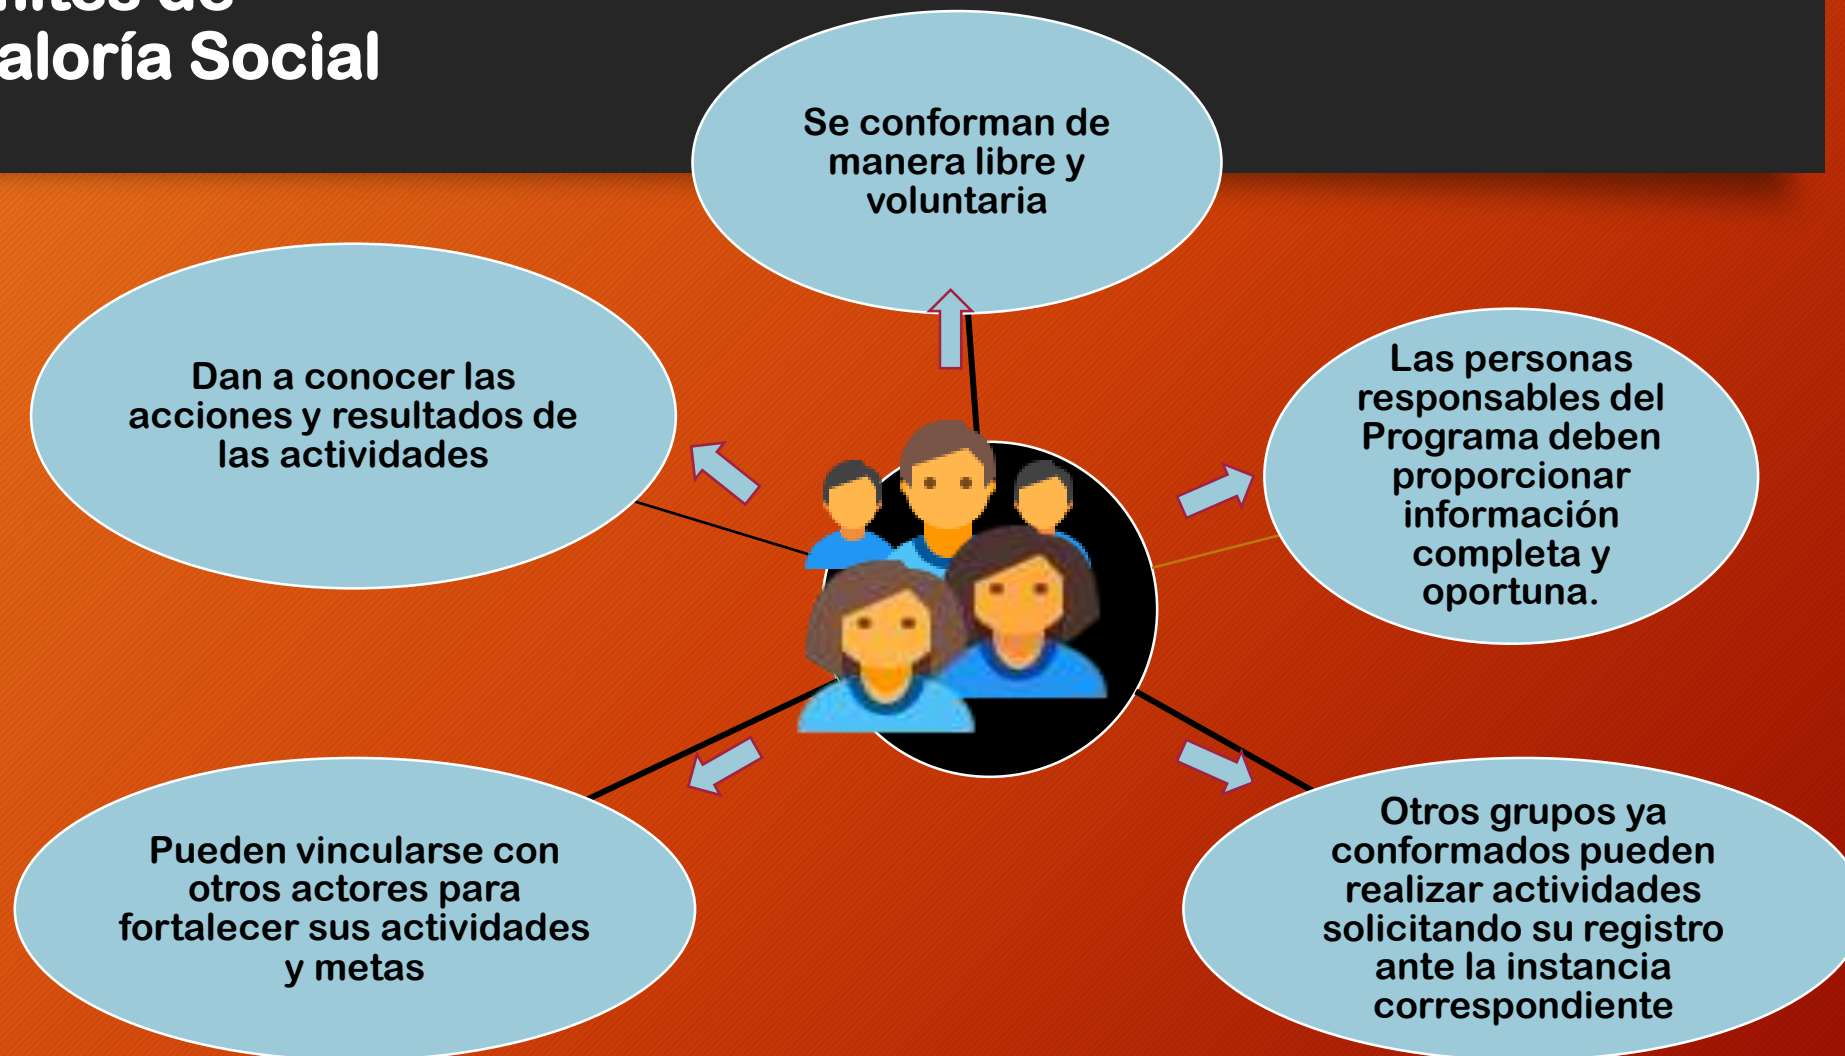 mités de
aloría Social
Se conforman de
manera libre y
voluntaria
Dan a conocer las
acciones y resultados de
las actividades
Las personas
responsables del
Programa deben
proporcionar
información
completa y
oportuna.
Pueden vincularse con
otros actores para
fortalecer sus actividades
y metas
Otros grupos ya
conformados pueden
realizar actividades
solicitando su registro
ante la instancia
correspondiente